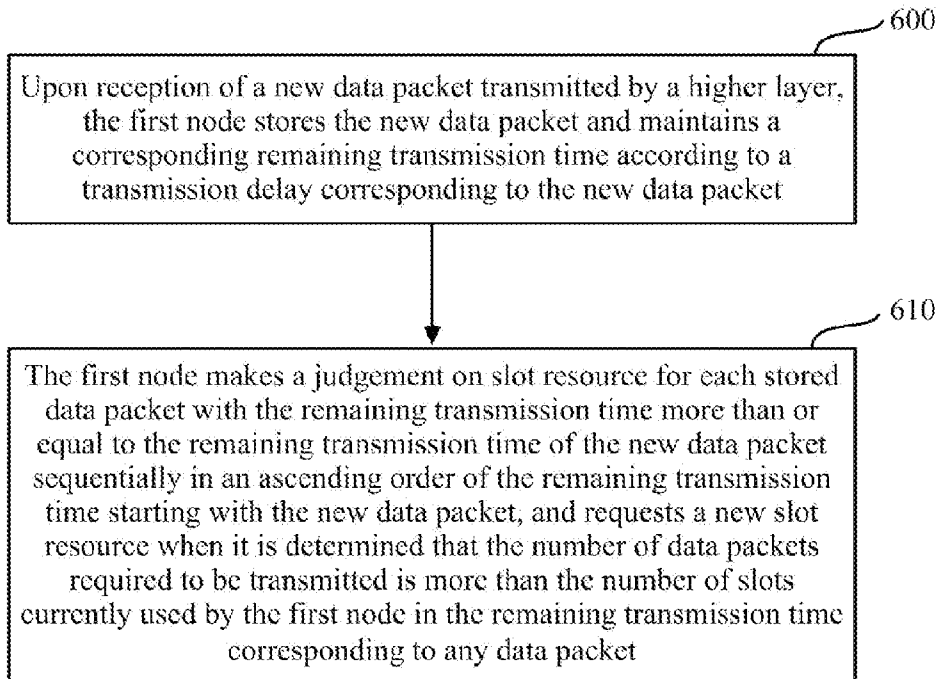 600
Upon reception of a new data packet transmitted by a higher layer,
the first node stores the new data packet and maintains a
corresponding remaining transmission time according to a
transmission delay corresponding to the new data packet
610
The first node makes a judgement on slot resource for each stored
data packet with the remaining transmission time more than or
equal to the remaining transmission time of the new data packet
sequentially in an ascending order of the remaining transmission
time starting with the new data packet, and requests a new slot
resource when it is determined that the number of data packets
required to be transmitted is more than the number of slots
currently used by the first node in the remaining transmission time
corresponding to any data packet